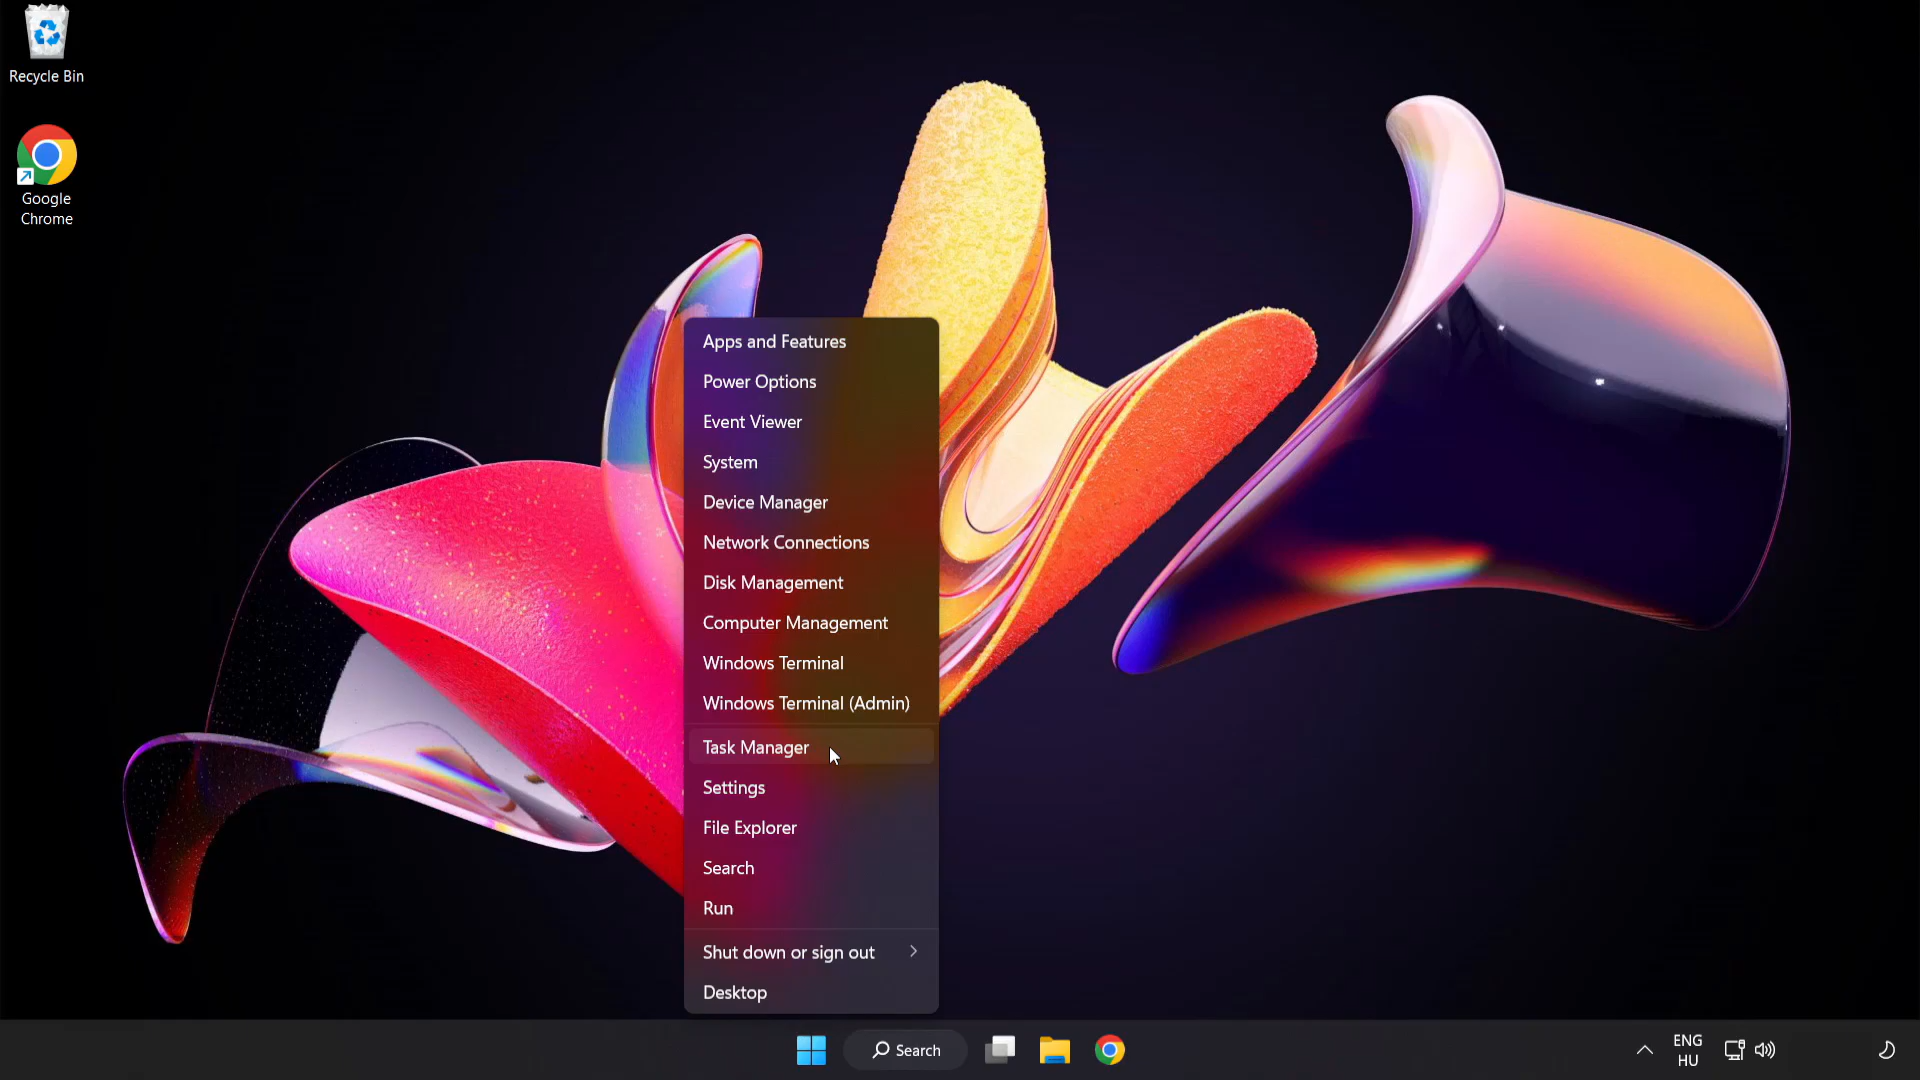 Recycle Bin
Google
Chrome
Apps and Features
Power Options
Event Viewer
System
Device Manager
Network Connections
Disk Management
Computer Management
Windows Terminal
Windows Terminal (Admin)
Task Manager
Settings
File Explorer
Search
Run
Shut down or sign out
Desktop
Search
ENG
HU